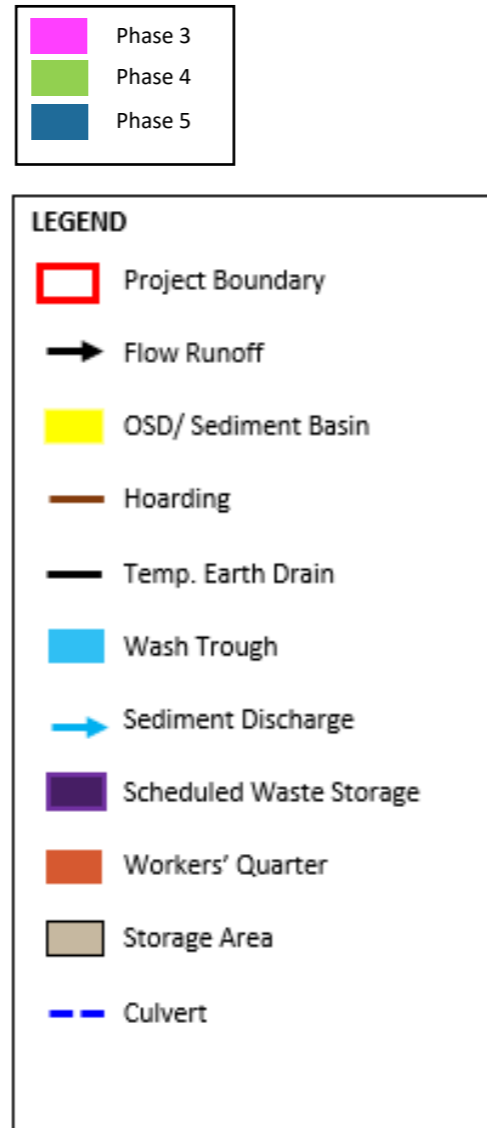 Phase 3
Phase 4
Phase 5
LEGEND
Project Boundary
Flow Runoff
OSD/ Sediment Basin
Hoarding
Temp. Earth Drain
Wash Trough
Sediment Discharge
Scheduled Waste Storage
Workers' Quarter
Storage Area
Culvert